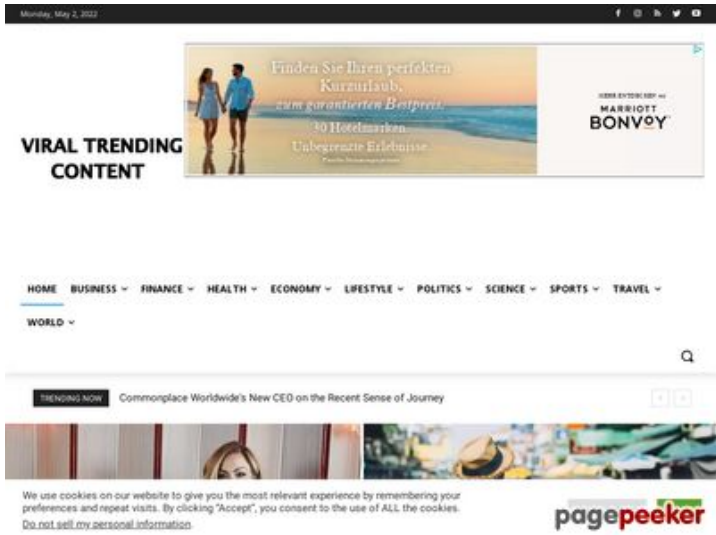 Monday, May 2, 2022
VIRAL TRENDING
CONTENT
Finden Sie Ihren perfekten
Kurzurlaub,
zum garantierten Bestpreis.
30 Hotelmarken.
Unbegrenzte Erlebnisse.
MARRIOTT
BONVOY
HOME BUSINESS FINANCE HEALTH ECONOMY LIFESTYLE POLITICS SCIENCE SPORTS TRAVEL
WORLD
TRENDING NOW Commonplace Worldwide's New CEO on the Recent Sense of Journey
We use cookies on our website to give you the most relevant experience by remembering your
preferences and repeat visits. By clicking "Accept", you consent to the use of ALL the cookies.
Do not sell my personal information.
pagepeeker